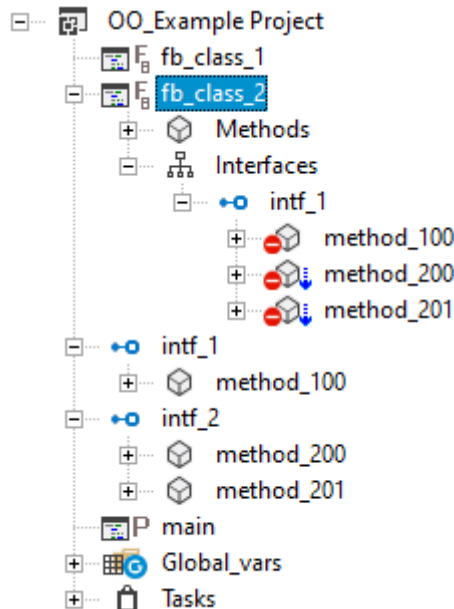 OO_Example Project
fb_class_1
fb_class_2
Methods
Interfaces
intf_1
method_100
method_200
method_201
intf_1
method_100
intf_2
method_200
method_201
P main
G Global_vars
Tasks